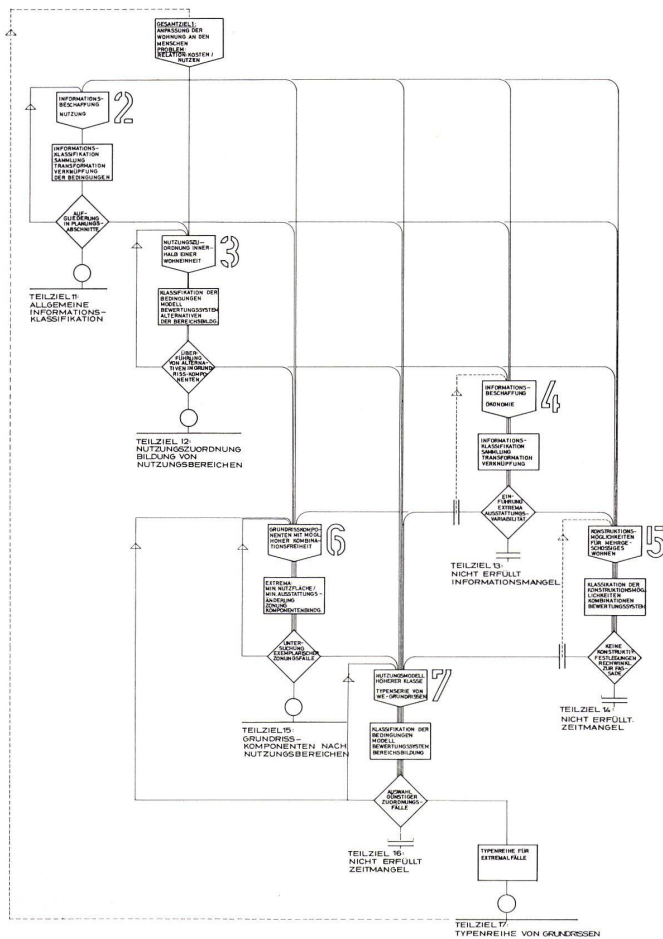 GESAMTZIEL 1:
ANPASSUNG DER
WOHNUNG AN DEN
MENSCHEN
PROBLEM:
RELATION-KOSTEN /
NUTZEN
2
INFORMATIONS-
BESCHAFFUNG
NUTZUNG
INFORMATIONS-
KLASSIFIKATION
SAMMLUNG
TRANSFORMATION
VERKNÜPFUNG
DER BEDINGUNGEN
AUF-
GLIEDERUNG
IN PLANUNGS-
ABSCHNITTE
TEILZIEL 11:
ALLGEMEINE
INFORMATIONS-
KLASSIFIKATION
3
NUTZUNGSZU-
ORDNUNG INNER-
HALB EINER
WOHNEINHEIT
KLASSIFIKATION DER
BEDINGUNGEN
MODELL
BEWERTUNGSSYSTEM
ALTERNATIVEN
DER BEREICHSBILDG.
ÜBER-
FÜHRUNG
VON ALTERNA-
TIVEN IN GRUND-
RISS-KOMPO-
NENTEN
TEILZIEL 12:
NUTZUNGSZUORDNUNG
BILDUNG VON
NUTZUNGSBEREICHEN
4
INFORMATIONS-
BESCHAFFUNG
ÖKONOMIE
INFORMATIONS-
KLASSIFIKATION
SAMMLUNG
TRANSFORMATION
VERKNÜPFUNG
EIN-
FÜHRUNG
EXTREMA
AUSSTATTUNGS-
VARIABILITÄT
TEILZIEL 13:
NICHT ERFÜLLT
INFORMATIONSMANGEL
5
KONSTRUKTIONS-
MÖGLICHKEITEN
FÜR MEHRGE-
SCHOSSIGES
WOHNEN
KLASSIKATION DER
KONSTRUKTIONSMÖG-
LICHKEITEN
KOMBINATIONEN
BEWERTUNGSSYSTEM
KEINE
KONSTRUKTIV
FESTLEGUNGEN
RECHWINKL.
ZUR FAS-
SADE
TEILZIEL 14:
NICHT ERFÜLLT
ZEITMANGEL
6
GRUNDRISSKOMPO-
NENTEN MIT MÖGL.
HOHER KOMBINA-
TIONSFREIHEIT
EXTREMA:
MIN. NUTZFLÄCHE/
MIN. AUSSTATTUNGS-
ÄNDERUNG
ZONUNG
KOMPONENTENBINDG.
UNTER-
SUCHUNG
EXEMPLARISCHER
ZONUNGSFÄLLE
TEILZIEL 15:
GRUNDRISS-
KOMPONENTEN NACH
NUTZUNGSBEREICHEN
7
NUTZUNGSMODELL
HÖHERER KLASSE
TYPENSERIE VON
WE-GRUNDRISSEN
KLASSIFIKATION DER
BEDINGUNGEN
MODELL
BEWERTUNGSSYSTEM
BEREICHSBILDUNG
AUSWAHL
GÜNSTIGER
ZUORDNUNGS-
FÄLLE
TEILZIEL 16:
NICHT ERFÜLLT
ZEITMANGEL
TYPENREIHE FÜR
EXTREMALFÄLLE
TEILZIEL 17:
TYPENREIHE VON GRUNDRISSEN